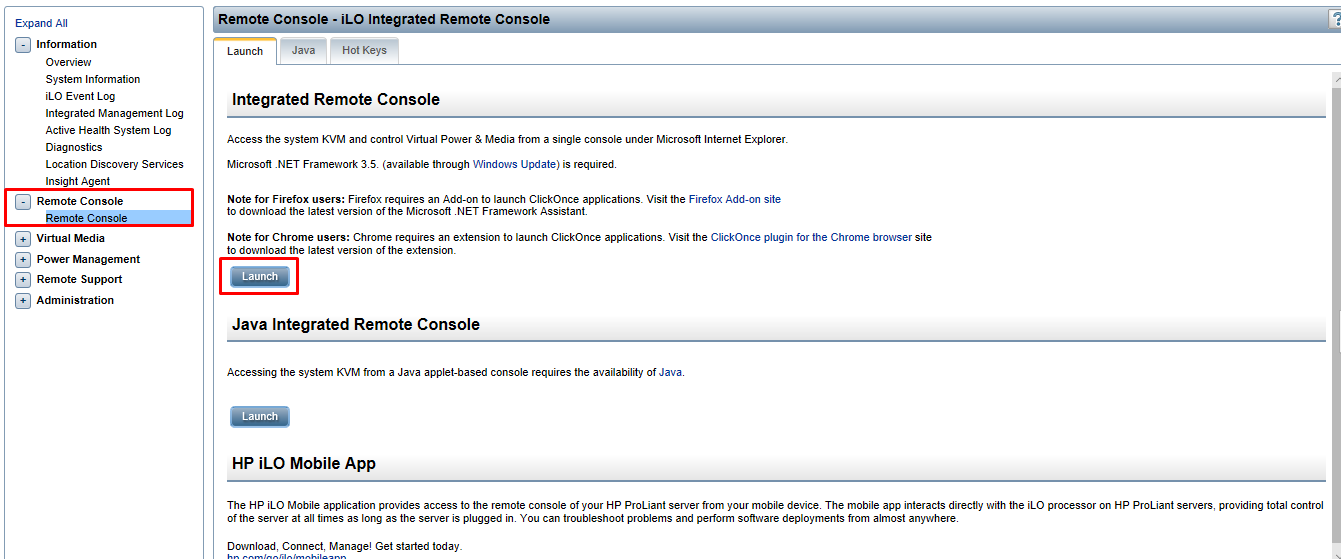 Expand All
- Information
Overview
System Information
iLO Event Log
Integrated Management Log
Active Health System Log
Diagnostics
Location Discovery Services
Insight Agent
- Remote Console
Remote Console
+ Virtual Media
+ Power Management
+ Remote Support
+ Administration
Remote Console - iLO Integrated Remote Console
?
Launch Java Hot Keys
Integrated Remote Console
Access the system KVM and control Virtual Power & Media from a single console under Microsoft Internet Explorer.
Microsoft .NET Framework 3.5. (available through Windows Update) is required.
Note for Firefox users: Firefox requires an Add-on to launch ClickOnce applications. Visit the Firefox Add-on site
to download the latest version of the Microsoft .NET Framework Assistant.
Note for Chrome users: Chrome requires an extension to launch ClickOnce applications. Visit the ClickOnce plugin for the Chrome browser site
to download the latest version of the extension.
Launch
Java Integrated Remote Console
Accessing the system KVM from a Java applet-based console requires the availability of Java.
Launch
HP iLO Mobile App
The HP iLO Mobile application provides access to the remote console of your HP ProLiant server from your mobile device. The mobile app interacts directly with the iLO processor on HP ProLiant servers, providing total control
of the server at all times as long as the server is plugged in. You can troubleshoot problems and perform software deployments from almost anywhere.
Download, Connect, Manage! Get started today.
hp.com/go/ilo/mobileapp